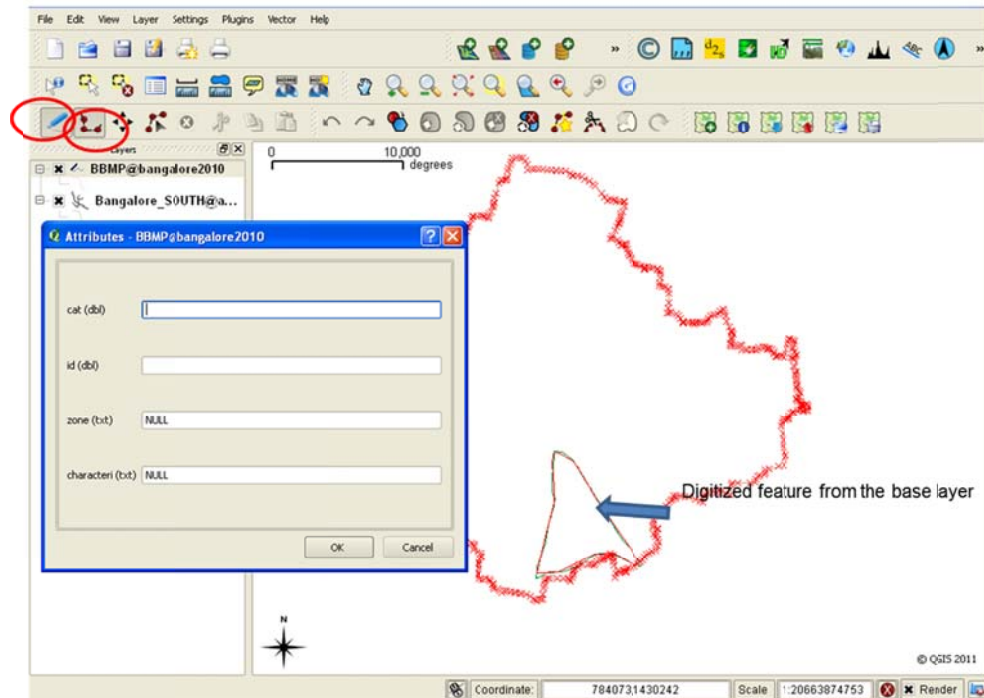 File Edit View Layer Settings Plugins Vector Help
Layers
BBMP@bangalore2010
Bangalore_SOUTH@a...
0 10,000
degrees
Attributes - BBMP@bangalore2010
cat (dbl)
id (dbl)
zone (txt) NULL
characteri (txt) NULL
OK Cancel
Digitized feature from the base layer
N
© QGIS 2011
Coordinate: 784073,1430242 Scale 1:20663874753 Render